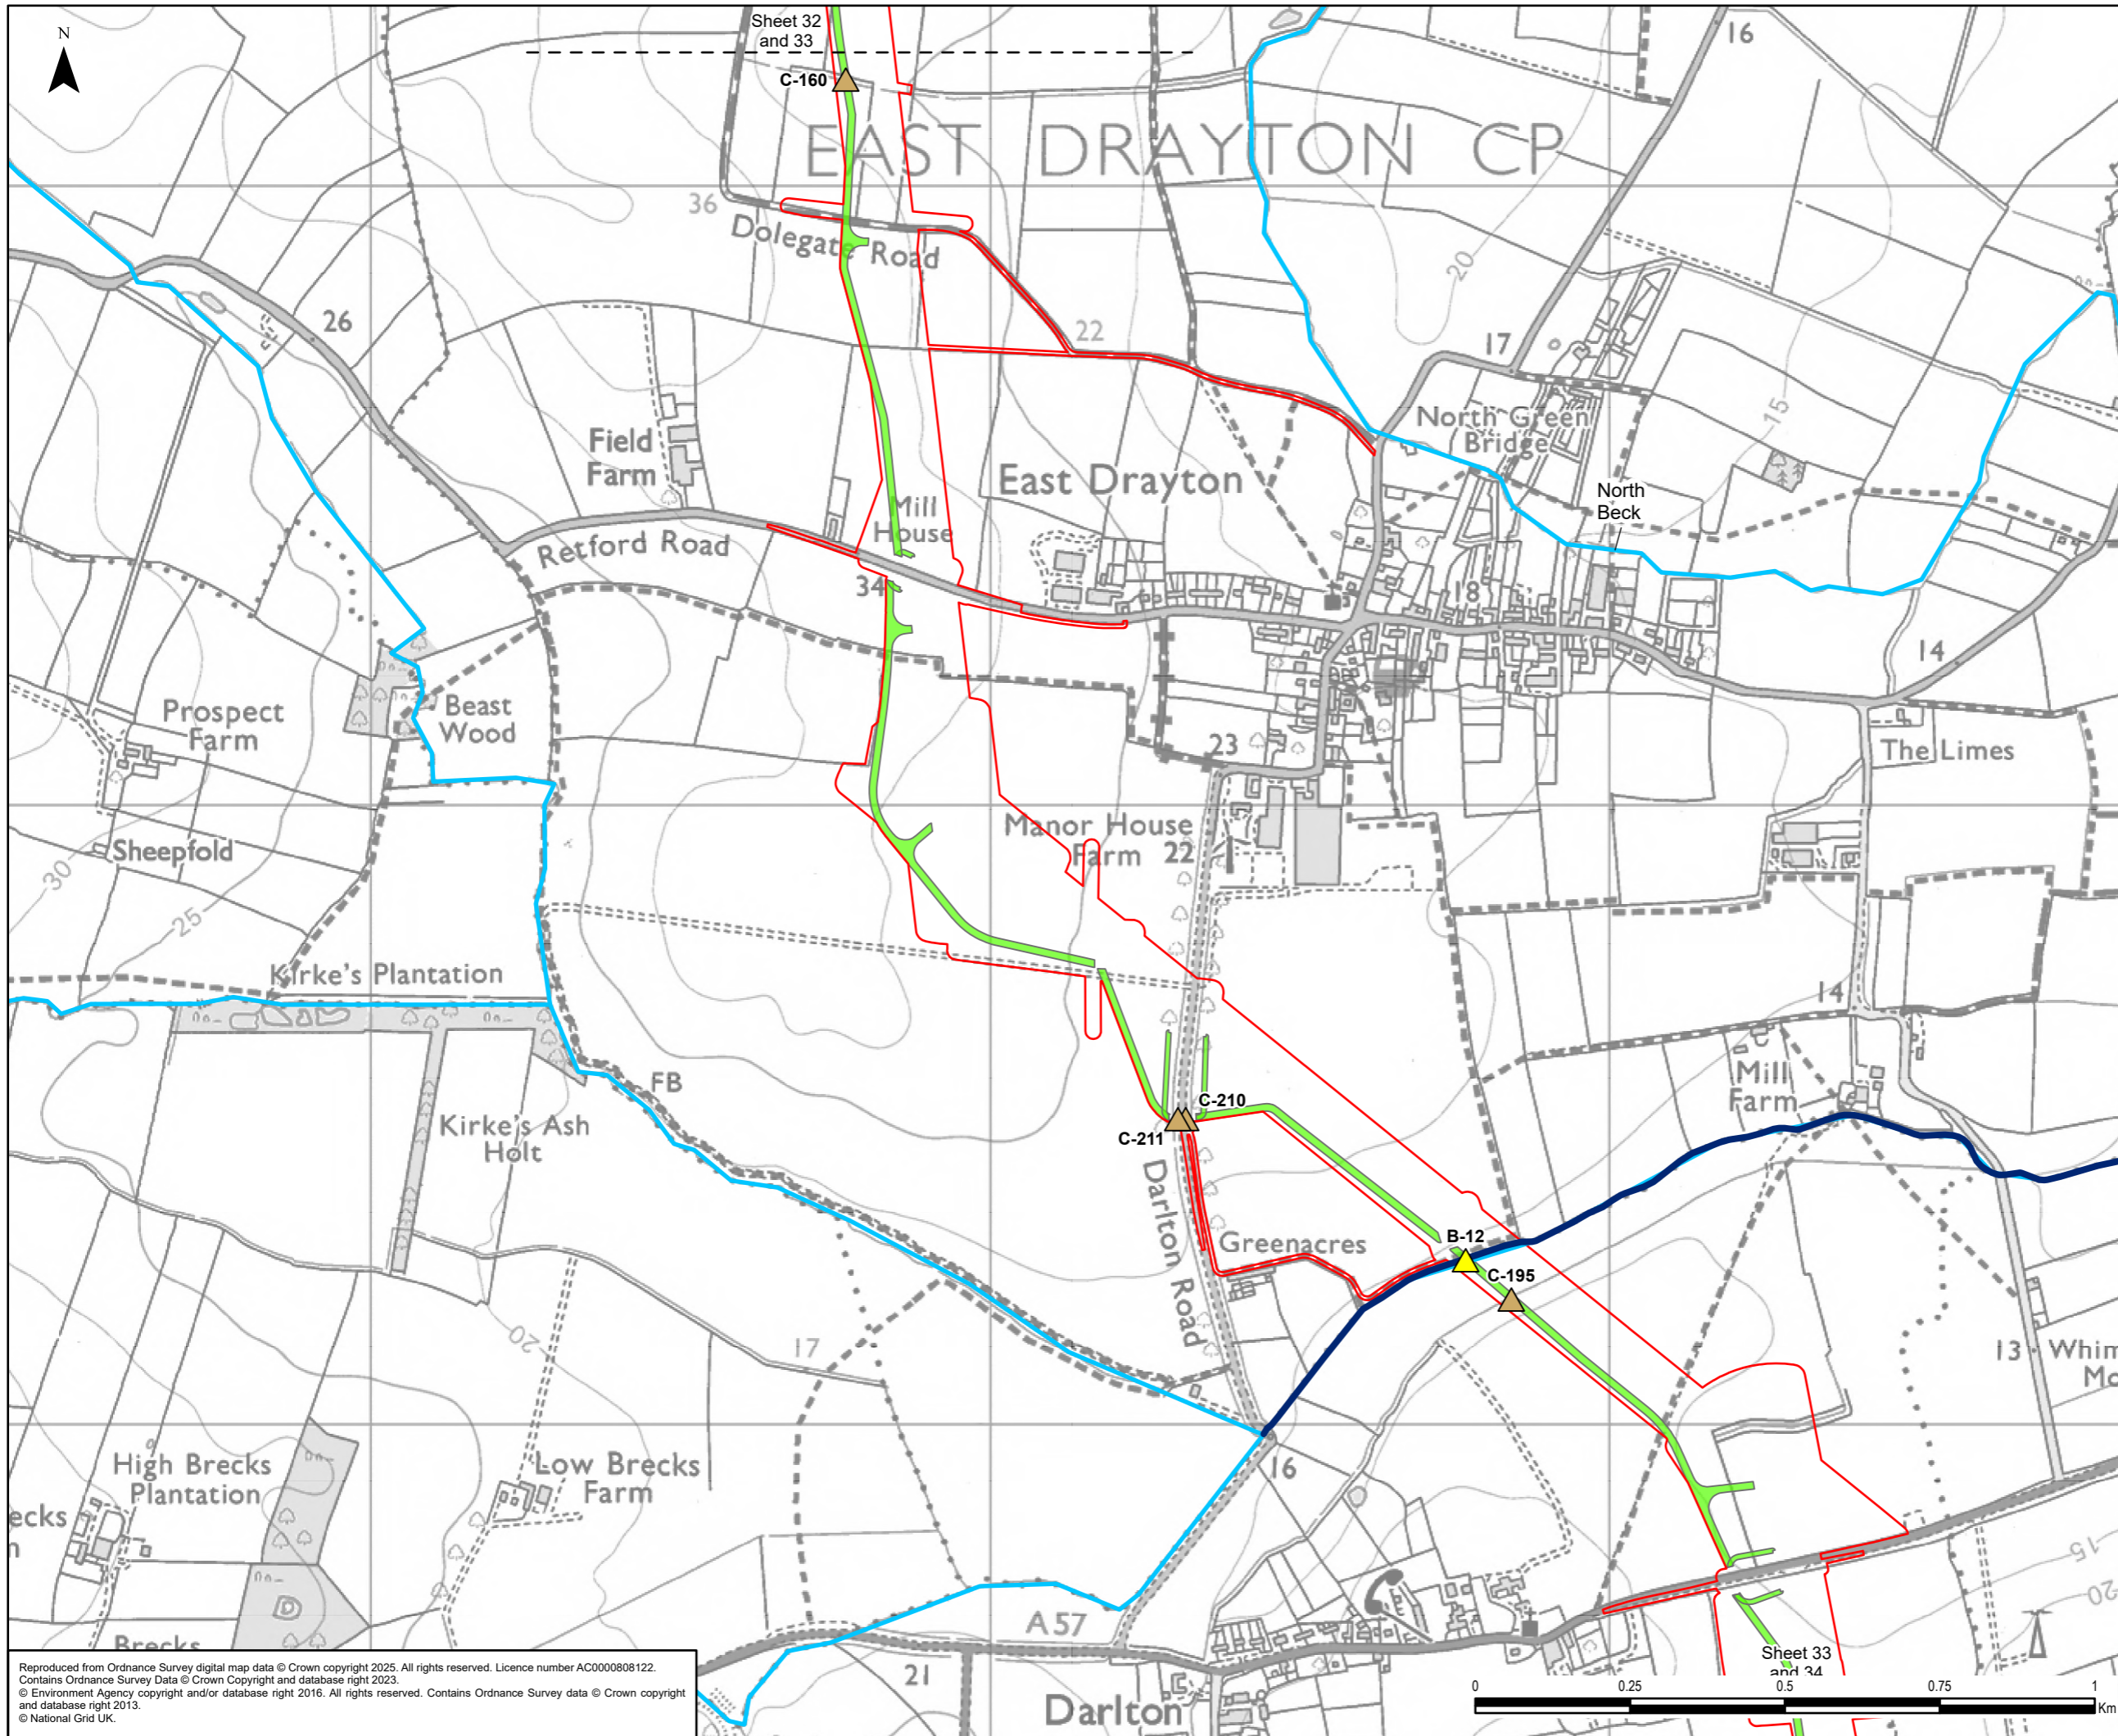 N
Sheet 32
and 33
C-160
16
EAST DRAYTON CP
36
Dolegate Road
20
26
22
17
North Green
Bridge
15
Field
Farm
East Drayton
North
Beck
Mill
House
Retford Road
34
18
14
Prospect
Farm
Beast
Wood
23
The Limes
Manor House
Farm 22
Sheepfold
30
25
Kirke's Plantation
14
FB
Mill
Farm
Kirke's Ash
Holt
C-210
C-211
Darlton Road
Greenacres
B-12
C-195
20
17
13
Whim
Mo
High Brecks
Plantation
Low Brecks
Farm
16
ecks
n
D
15
20
A 57
Brecks
21
Darlton
Sheet 33
and 34
0 0.25 0.5 0.75 1
Km
Reproduced from Ordnance Survey digital map data © Crown copyright 2025. All rights reserved. Licence number AC0000808122.
Contains Ordnance Survey Data © Crown Copyright and database right 2023.
© Environment Agency copyright and/or database right 2016. All rights reserved. Contains Ordnance Survey data © Crown copyright
and database right 2013.
© National Grid UK.